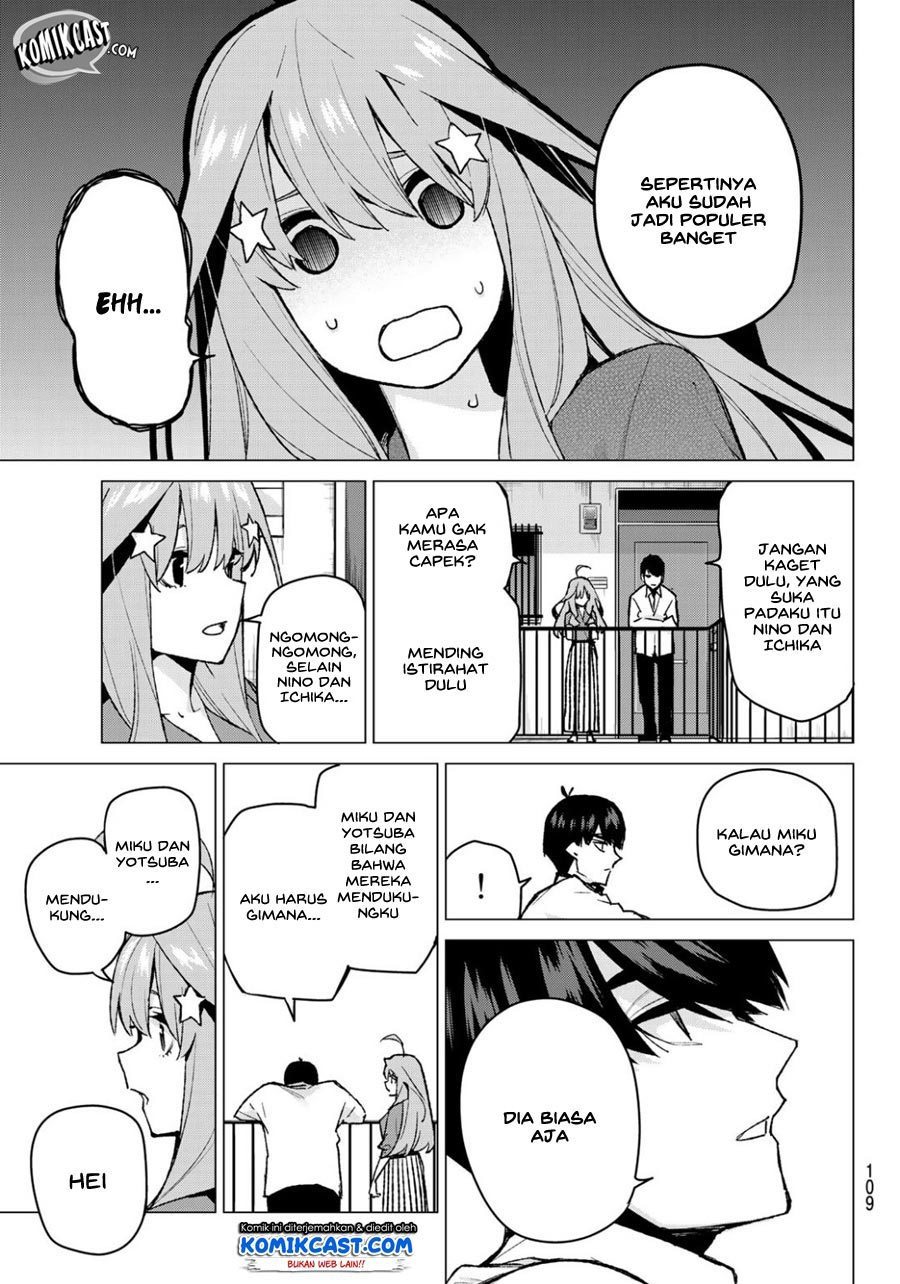 KOMIKCAST.COM
SEPERTINYA
AKU SUDAH
JADI POPULER
BANGET
EHH...
JANGAN
KAGET
DULU, YANG
SUKA
PADAKU ITU
NINO DAN
ICHIKA
APA
KAMU GAK
MERASA
CAPEK?
MENDING
ISTIRAHAT
DULU
NGOMONG-
NGOMONG,
SELAIN
NINO DAN
ICHIKA...
KALAU MIKU
GIMANA?
!
DIA BIASA
AJA
MIKU DAN
YOTSUBA
BILANG
BAHWA
MEREKA
MENDUKU-
NGKU
AKU HARUS
GIMANA...
MIKU DAN
YOTSUBA
...
MENDU-
KUNG...
HEI
109
Komik ini diterjemahkan & diedit oleh
KOMIKCAST.COM
BUKAN WEB LAIN!!